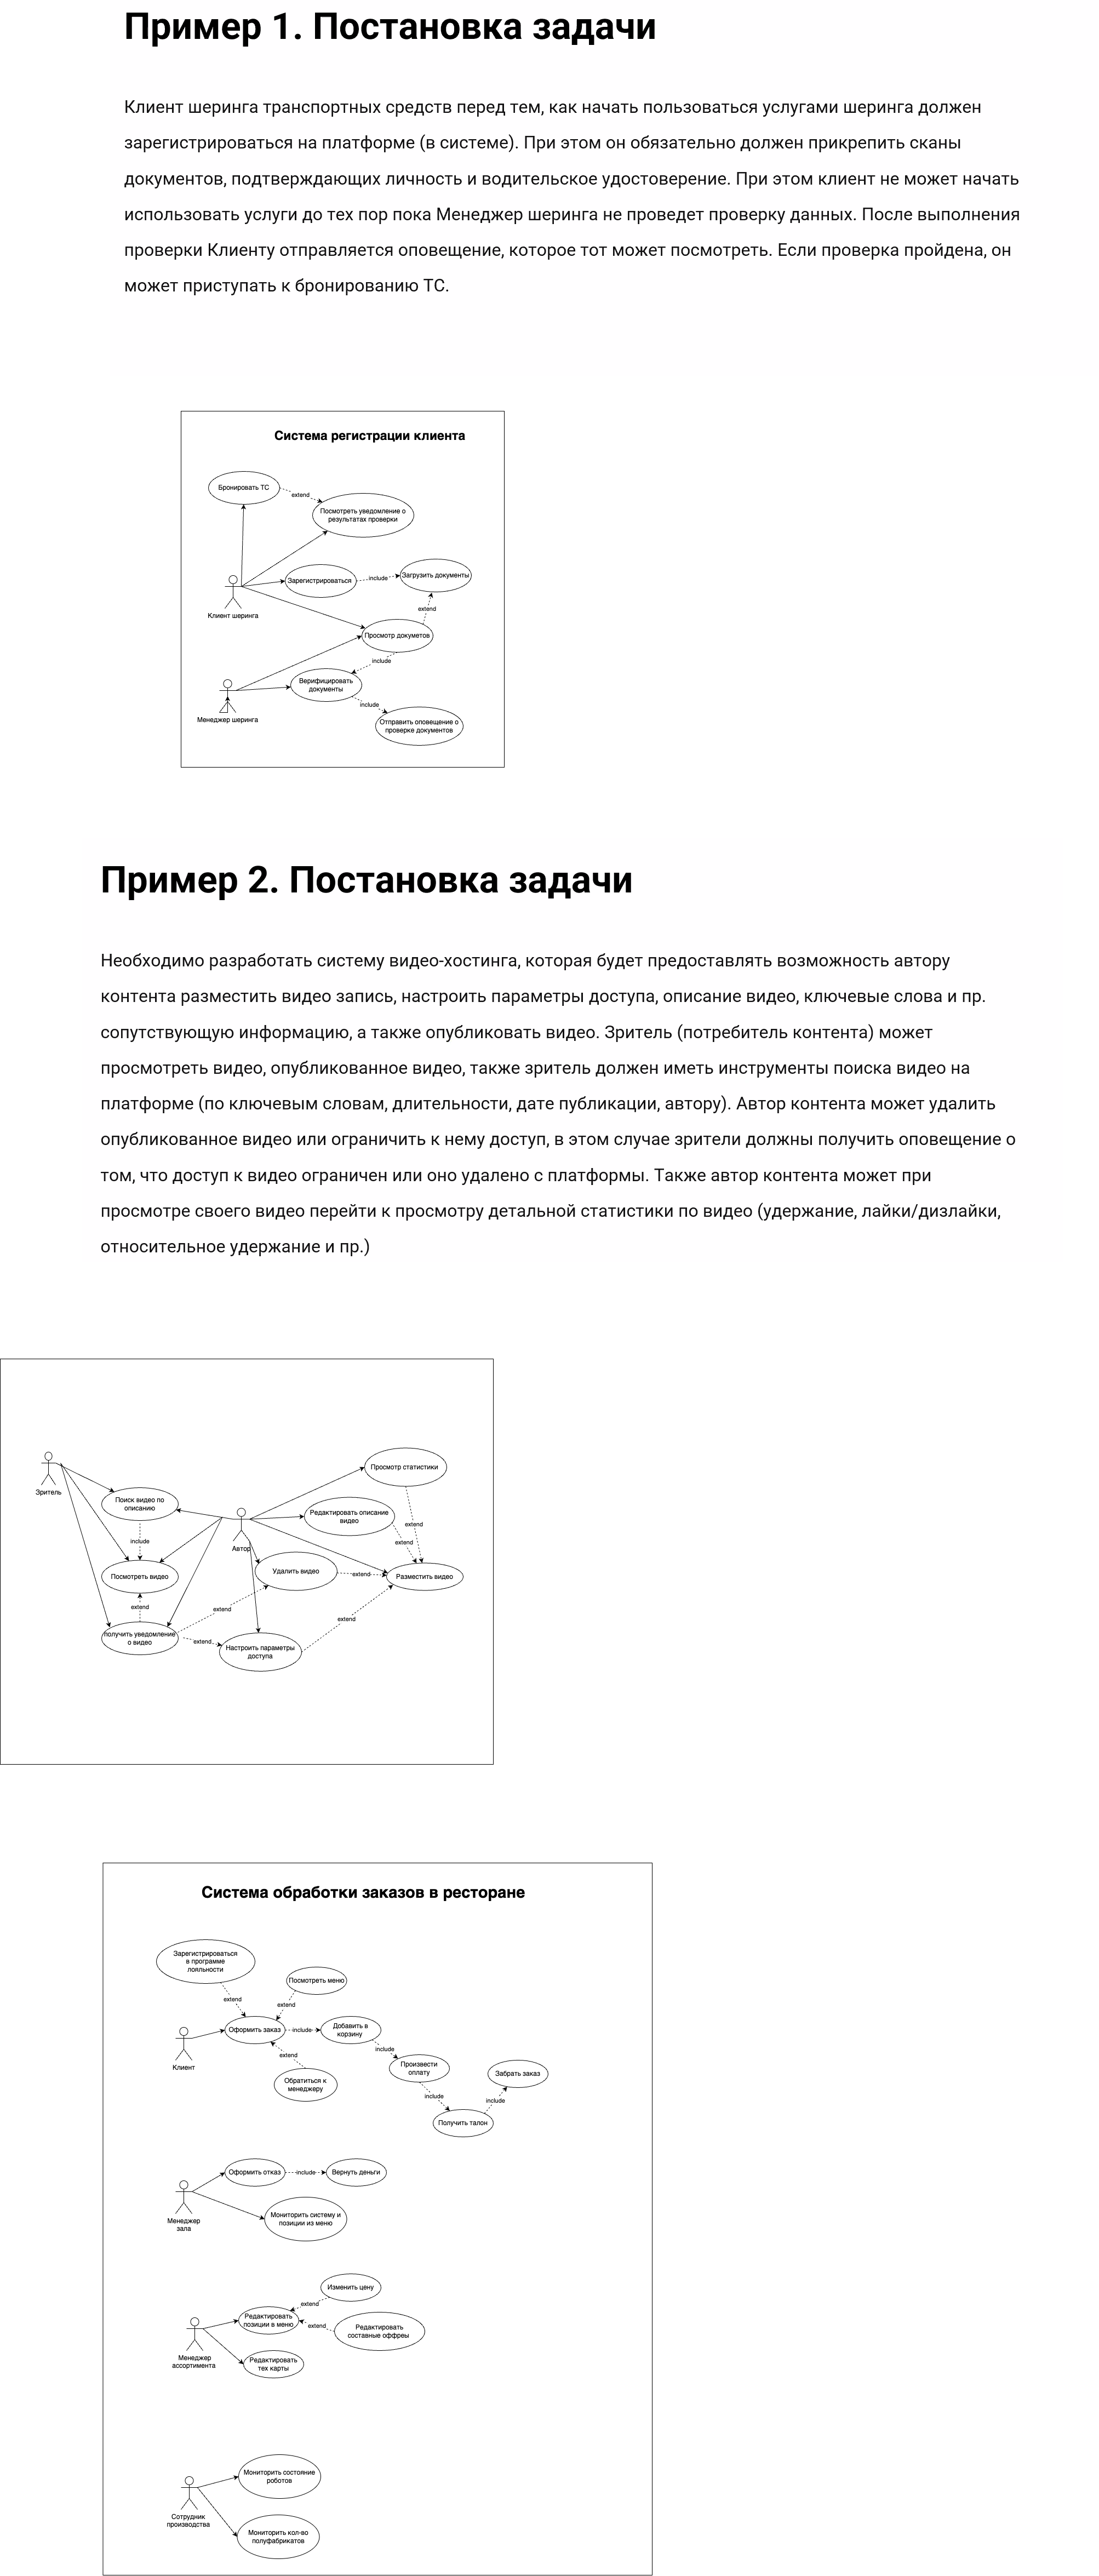 Пример 1. Постановка задачи
Клиент шеринга транспортных средств перед тем, как начать пользоваться услугами шеринга должен
зарегистрироваться на платформе (в системе). При этом он обязательно должен прикрепить сканы
документов, подтверждающих личность и водительское удостоверение. При этом клиент не может начать
использовать услуги до тех пор пока Менеджер шеринга не проведет проверку данных. После выполнения
проверки Клиенту отправляется оповещение, которое тот может посмотреть. Если проверка пройдена, он
может приступать к бронированию ТС.
Система регистрации клиента
Бронировать ТС
extend
Посмотреть уведомление о
результатах проверки
Зарегистрироваться
include
Загрузить документы
Клиент шеринга
extend
Просмотр докуметов
include
Верифицировать
документы
include
Менеджер шеринга
Отправить оповещение о
проверке документов
Пример 2. Постановка задачи
Необходимо разработать систему видео-хостинга, которая будет предоставлять возможность автору
контента разместить видео запись, настроить параметры доступа, описание видео, ключевые слова и пр.
сопутствующую информацию, а также опубликовать видео. Зритель (потребитель контента) может
просмотреть видео, опубликованное видео, также зритель должен иметь инструменты поиска видео на
платформе (по ключевым словам, длительности, дате публикации, автору). Автор контента может удалить
опубликованное видео или ограничить к нему доступ, в этом случае зрители должны получить оповещение о
том, что доступ к видео ограничен или оно удалено с платформы. Также автор контента может при
просмотре своего видео перейти к просмотру детальной статистики по видео (удержание, лайки/дизлайки,
относительное удержание и пр.)
Просмотр статистики
Зритель
Поиск видео по
описанию
Редактировать описание
видео
extend
include
extend
Автор
Удалить видео
extend
Посмотреть видео
Разместить видео
extend
extend
extend
получить уведомление
о видео
extend
Настроить параметры
доступа
Система обработки заказов в ресторане
Зарегистрироваться
в программе
лояльности
Посмотреть меню
extend
extend
Оформить заказ
include
Добавить в
корзину
Клиент
include
extend
Произвести
оплату
Забрать заказ
Обратиться к
менеджеру
include
include
Получить талон
Оформить отказ
include
Вернуть деньги
Менеджер
зала
Мониторить систему и
позиции из меню
Изменить цену
extend
Редактировать
позиции в меню
extend
Редактировать
составные оффреы
Менеджер
ассортимента
Редактировать
тех карты
Мониторить состояние
роботов
Сотрудник
производства
Мониторить кол-во
полуфабрикатов